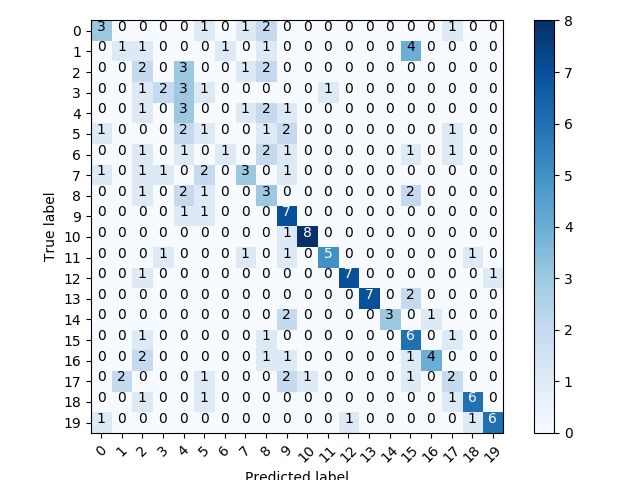 True label
0 3 0 0 0 0 1 0 1 2 0 0 0 0 0 0 0 0 1 0 0
1 0 1 1 0 0 0 1 0 1 0 0 0 0 0 0 4 0 0 0 0
2 0 0 2 0 3 0 0 1 2 0 0 0 0 0 0 0 0 0 0 0
3 0 0 1 2 3 1 0 0 0 0 0 1 0 0 0 0 0 0 0 0
4 0 0 1 0 3 0 0 1 2 1 0 0 0 0 0 0 0 0 0 0
5 1 0 0 0 2 1 0 0 1 2 0 0 0 0 0 0 0 1 0 0
6 0 0 1 0 1 0 1 0 2 1 0 0 0 0 0 1 0 1 0 0
7 1 0 1 1 0 2 0 3 0 1 0 0 0 0 0 0 0 0 0 0
8 0 0 1 0 2 1 0 0 3 0 0 0 0 0 0 2 0 0 0 0
9 0 0 0 0 1 1 0 0 0 7 0 0 0 0 0 0 0 0 0 0
10 0 0 0 0 0 0 0 0 0 1 8 0 0 0 0 0 0 0 0 0
11 0 0 0 1 0 0 0 1 0 1 0 5 0 0 0 0 0 0 1 0
12 0 0 1 0 0 0 0 0 0 0 0 0 7 0 0 0 0 0 0 1
13 0 0 0 0 0 0 0 0 0 0 0 0 0 7 0 2 0 0 0 0
14 0 0 0 0 0 0 0 0 0 2 0 0 0 0 3 0 1 0 0 0
15 0 0 1 0 0 0 0 0 1 0 0 0 0 0 0 6 0 1 0 0
16 0 0 2 0 0 0 0 0 1 1 0 0 0 0 0 1 4 0 0 0
17 0 2 0 0 0 1 0 0 0 2 1 0 0 0 0 1 0 2 0 0
18 0 0 1 0 0 1 0 0 0 0 0 0 0 0 0 0 0 1 6 0
19 1 0 0 0 0 0 0 0 0 0 0 0 1 0 0 0 0 0 1 6
0 1 2 3 4 5 6 7 8 9 10 11 12 13 14 15 16 17 18 19
Predicted label
8
7
6
5
4
3
2
1
0